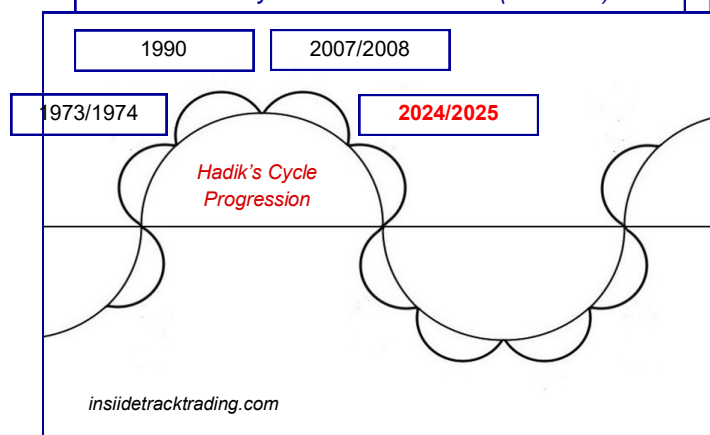 1990
2007/2008
1973/1974
2024/2025
Hadik's Cycle
Progression
insiidetracktrading.com